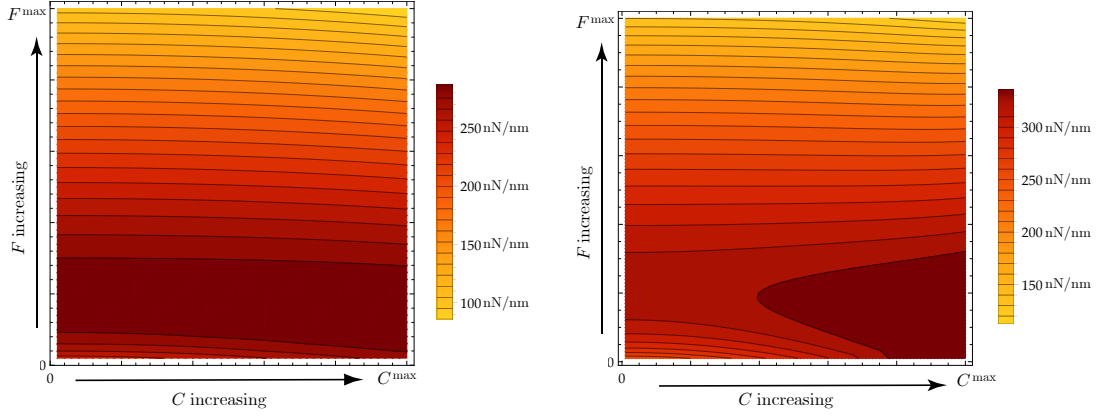 F^max
F increasing
0
0
C increasing
C^max
250 nN/nm
200 nN/nm
150 nN/nm
100 nN/nm
F^max
F increasing
0
0
C increasing
C^max
300 nN/nm
250 nN/nm
200 nN/nm
150 nN/nm